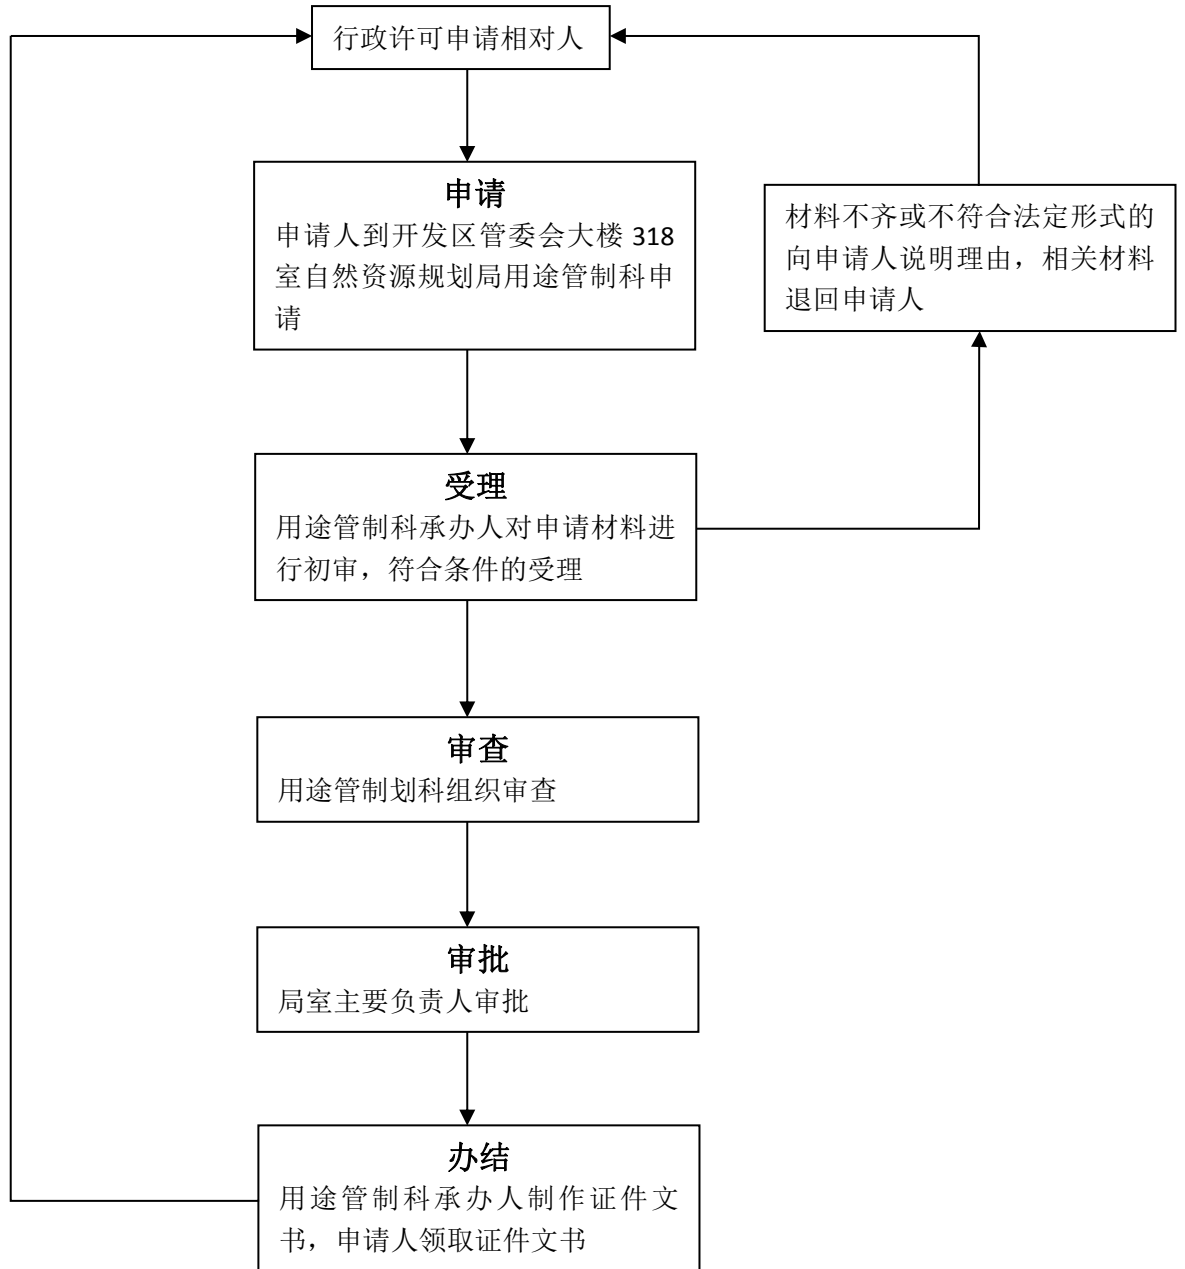 行政许可申请相对人
申请
申请人到开发区管委会大楼 318
室自然资源规划局用途管制科申
请
材料不齐或不符合法定形式的
向申请人说明理由，相关材料
退回申请人
受理
用途管制科承办人对申请材料进
行初审，符合条件的受理
审查
用途管制划科组织审查
审批
局室主要负责人审批
办结
用途管制科承办人制作证件文
书，申请人领取证件文书